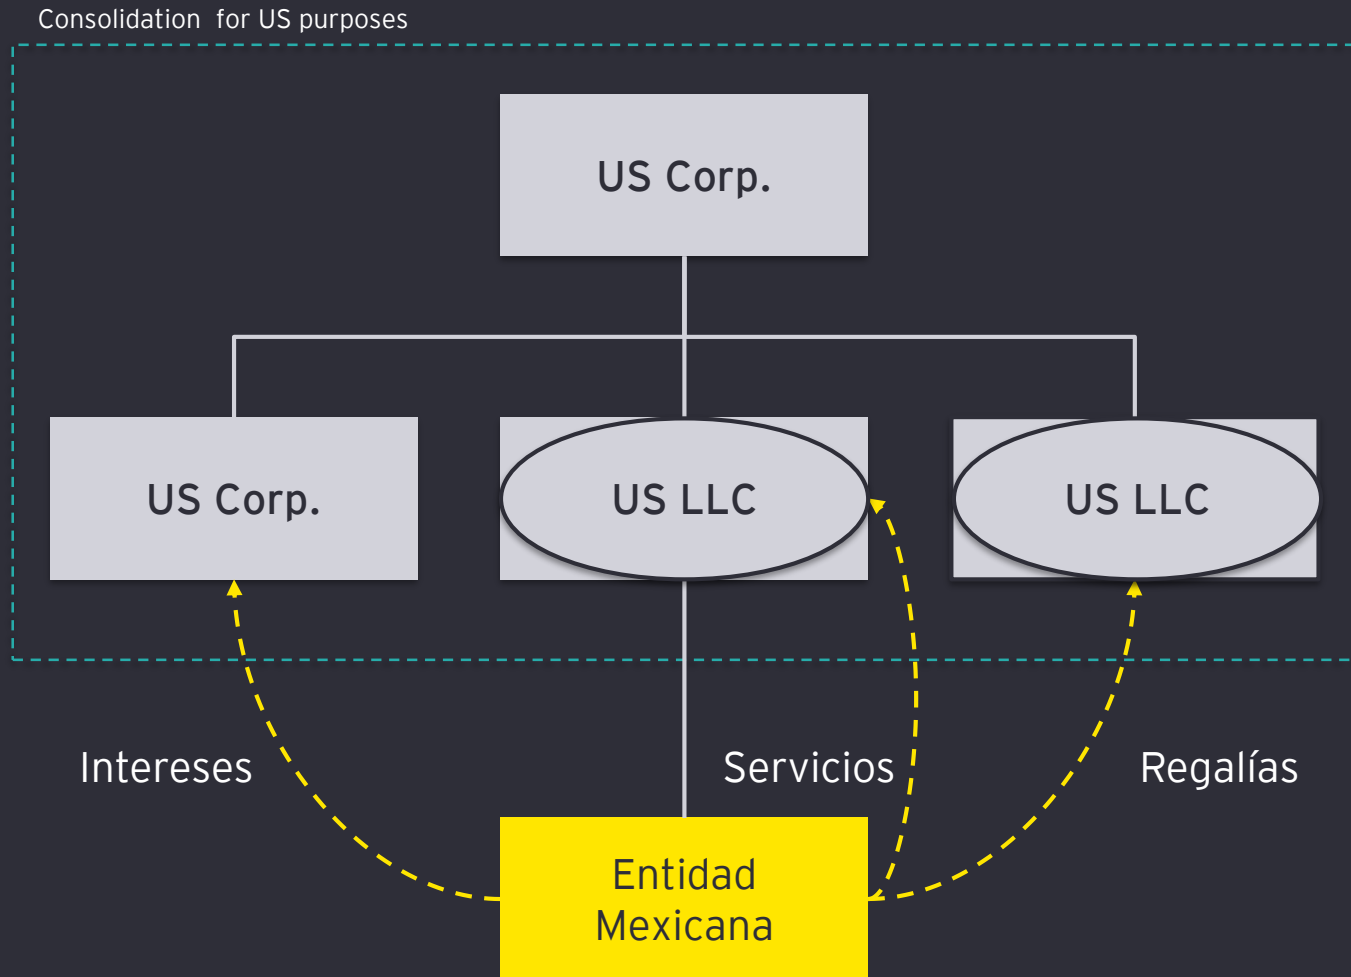 Consolidation  for US purposes
US Corp.
US Corp.
US LLC
US LLC
Intereses
Servicios
Regalías
Entidad
Mexicana